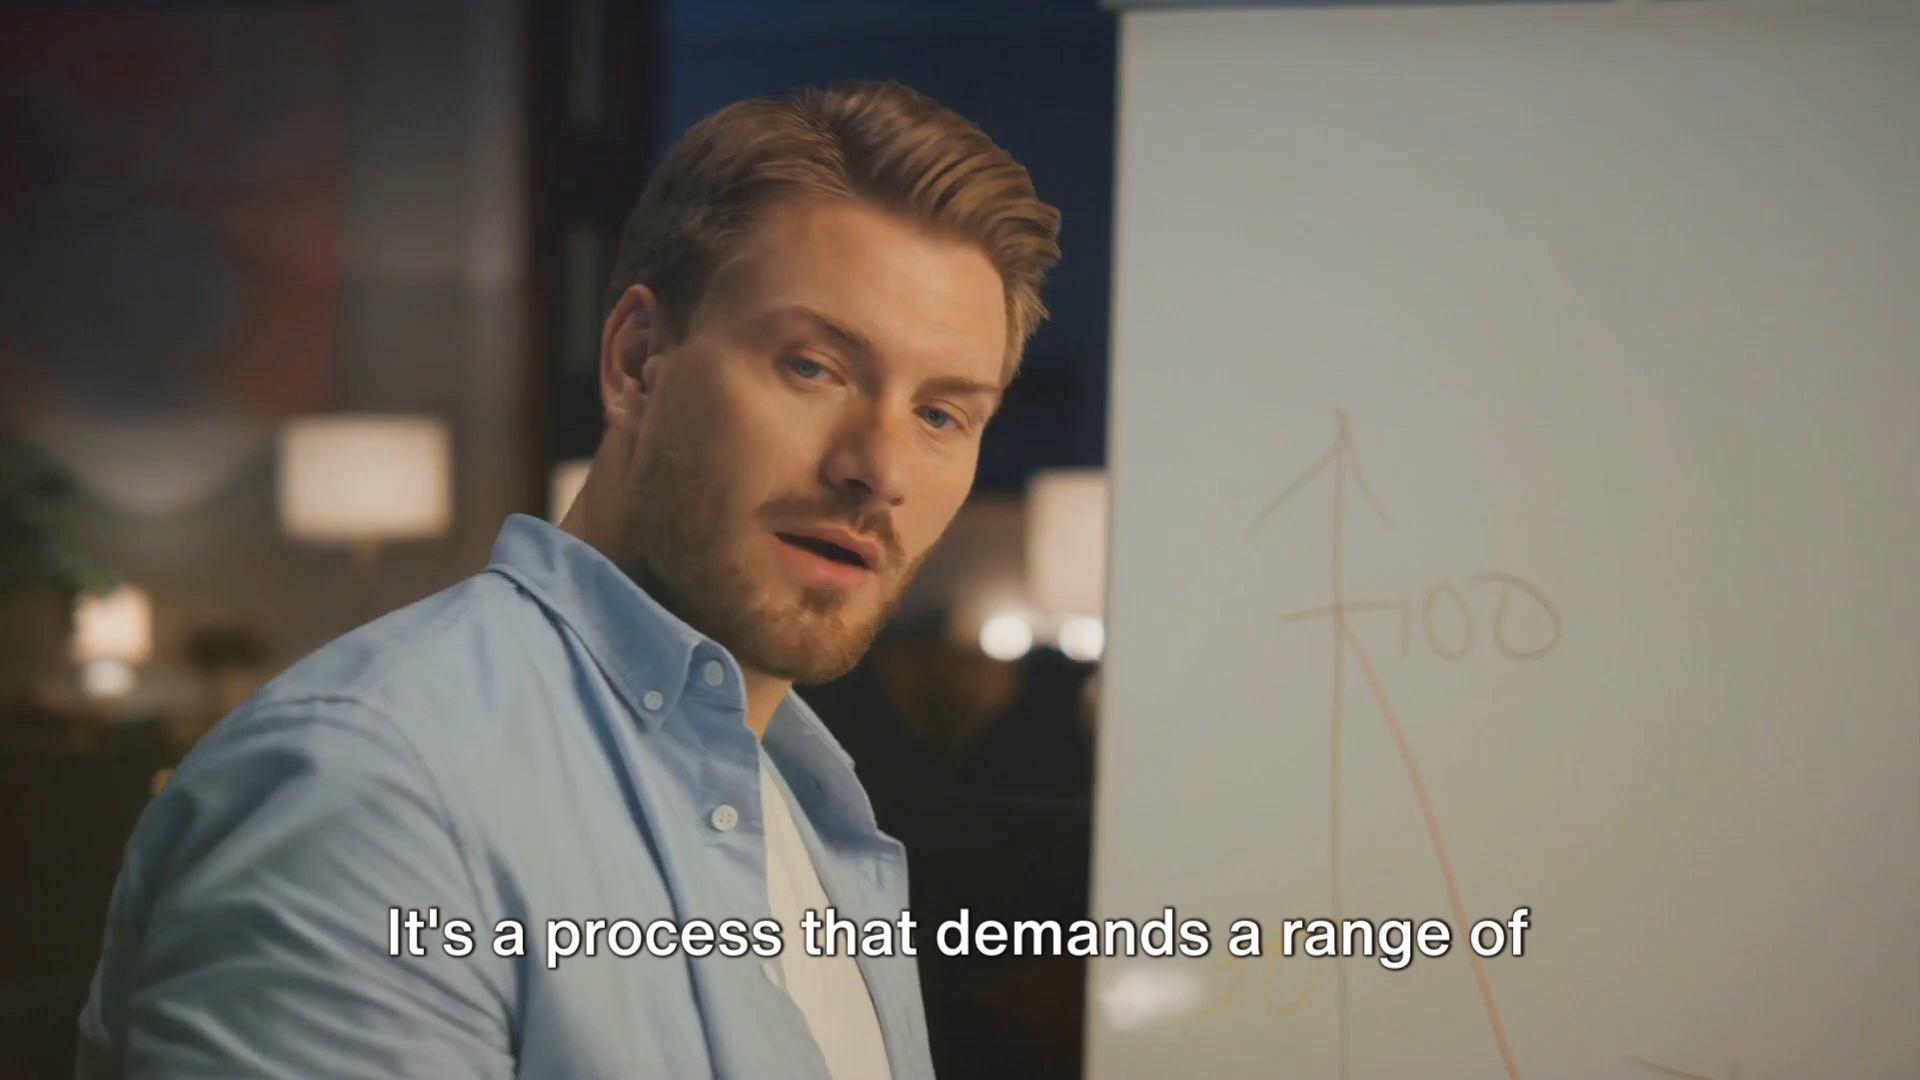 100
It's a process that demands a range of